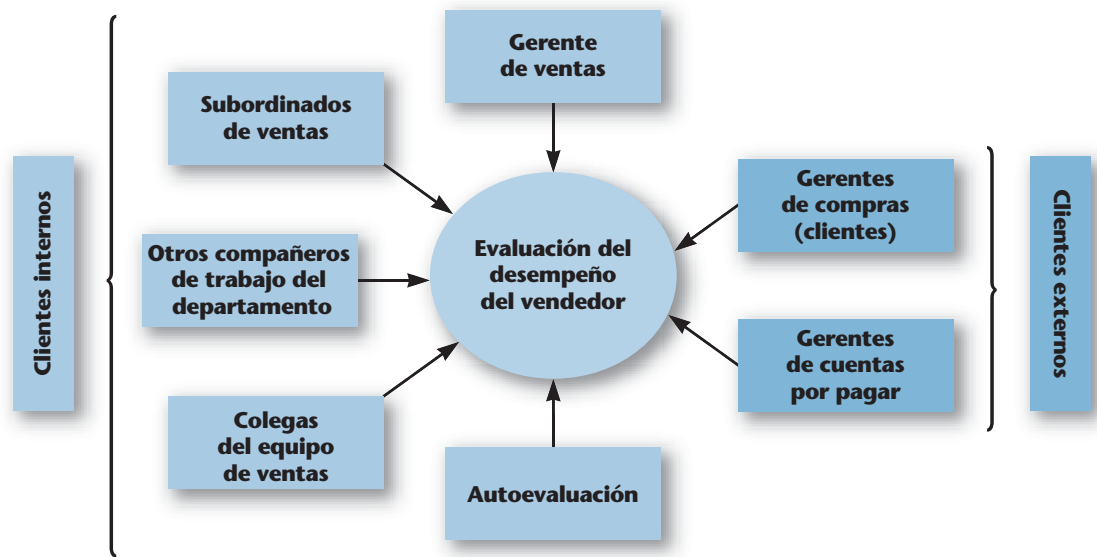 Clientes internos
Gerente
de ventas
Subordinados
de ventas
Otros compañeros
de trabajo del
departamento
Colegas
del equipo
de ventas
Evaluación del
desempeño
del vendedor
Autoevaluación
Gerentes
de compras
(clientes)
Gerentes
de cuentas
por pagar
Clientes externos